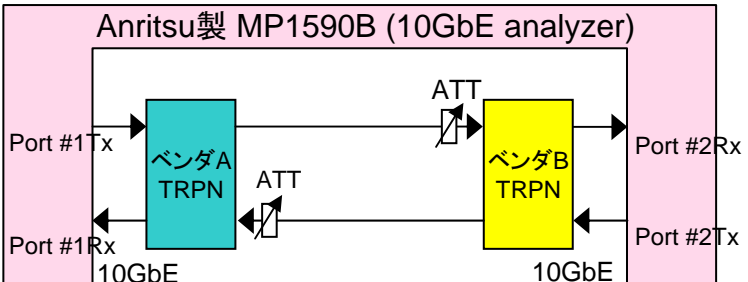 Anritsu製 MP1590B (10GbE analyzer)
ATT
Port #1Tx
ベンダA
TRPN
ATT
ベンダB
TRPN
Port #2Rx
Port #1Rx
Port #2Tx
10GbE
10GbE